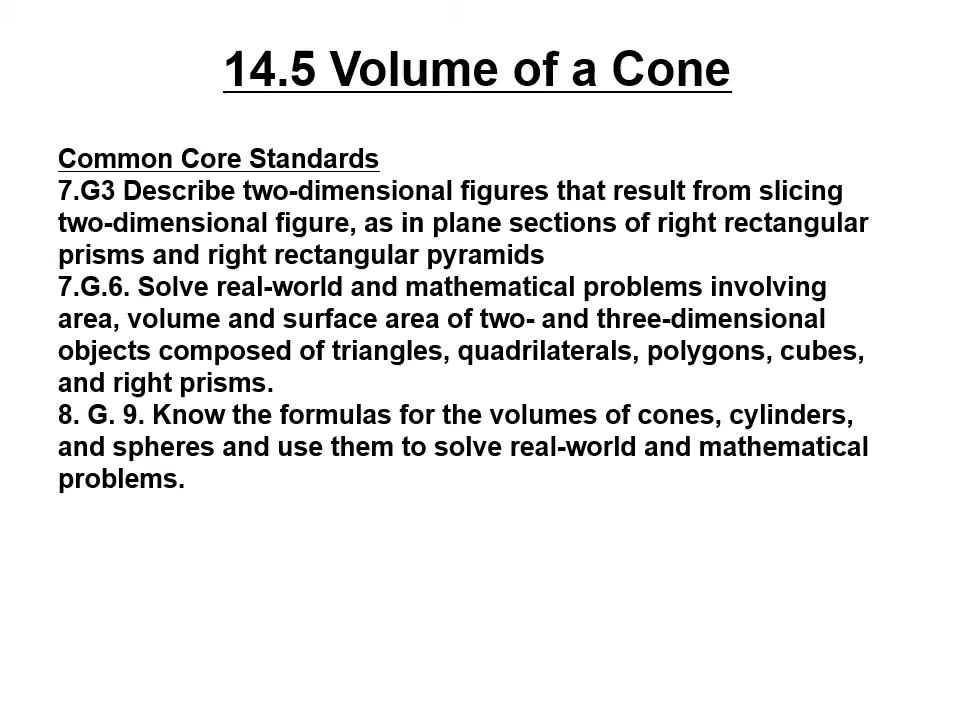 14.5 Volume of a Cone
Common Core Standards
7.G3 Describe two-dimensional figures that result from slicing
two-dimensional figure, as in plane sections of right rectangular
prisms and right rectangular pyramids
7.G.6. Solve real-world and mathematical problems involving
area, volume and surface area of two- and three-dimensional
objects composed of triangles, quadrilaterals, polygons, cubes,
and right prisms.
8. G. 9. Know the formulas for the volumes of cones, cylinders,
and spheres and use them to solve real-world and mathematical
problems.